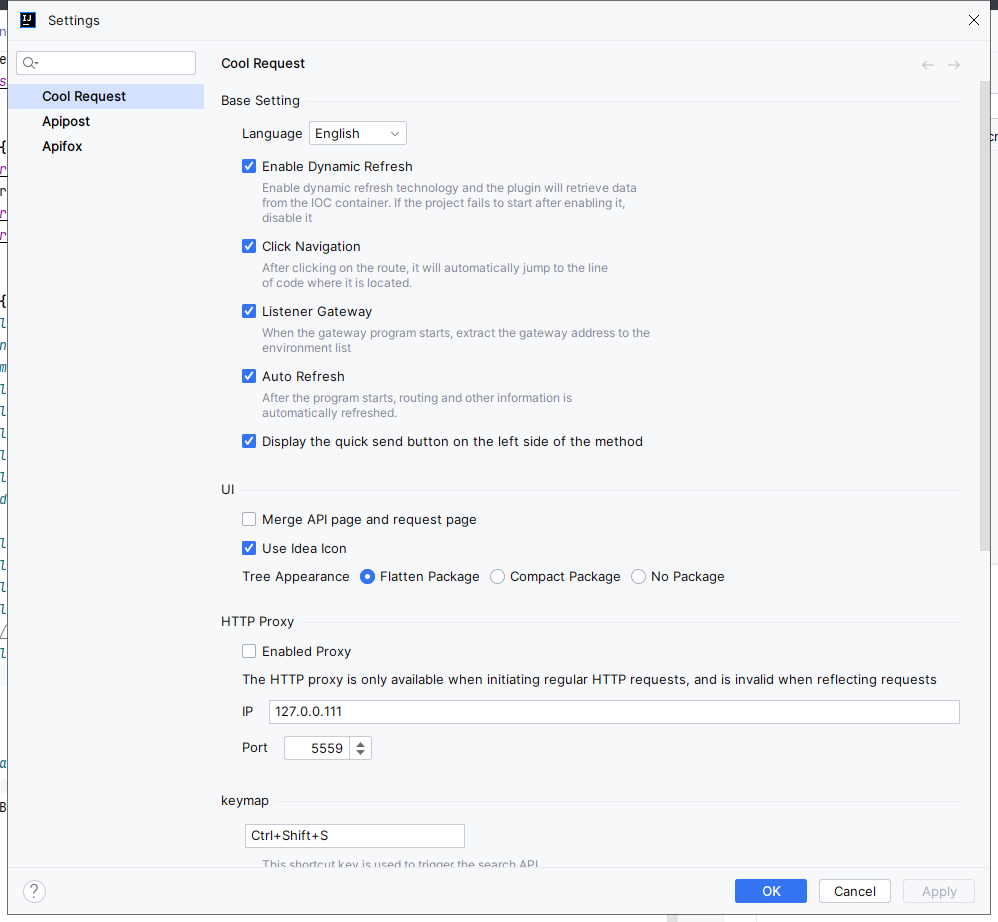 Settings
Cool Request
Apipost
Apifox
Cool Request
Base Setting
Language English
Enable Dynamic Refresh
Enable dynamic refresh technology and the plugin will retrieve data
from the IOC container. If the project fails to start after enabling it,
disable it
Click Navigation
After clicking on the route, it will automatically jump to the line
of code where it is located.
Listener Gateway
When the gateway program starts, extract the gateway address to the
environment list
Auto Refresh
After the program starts, routing and other information is
automatically refreshed.
Display the quick send button on the left side of the method
UI
Merge API page and request page
Use Idea Icon
Tree Appearance Flatten Package Compact Package No Package
HTTP Proxy
Enabled Proxy
The HTTP proxy is only available when initiating regular HTTP requests, and is invalid when reflecting requests
IP 127.0.0.111
Port 5559
keymap
Ctrl+Shift+S
This shortcut key is used to trigger the search API
? OK Cancel Apply